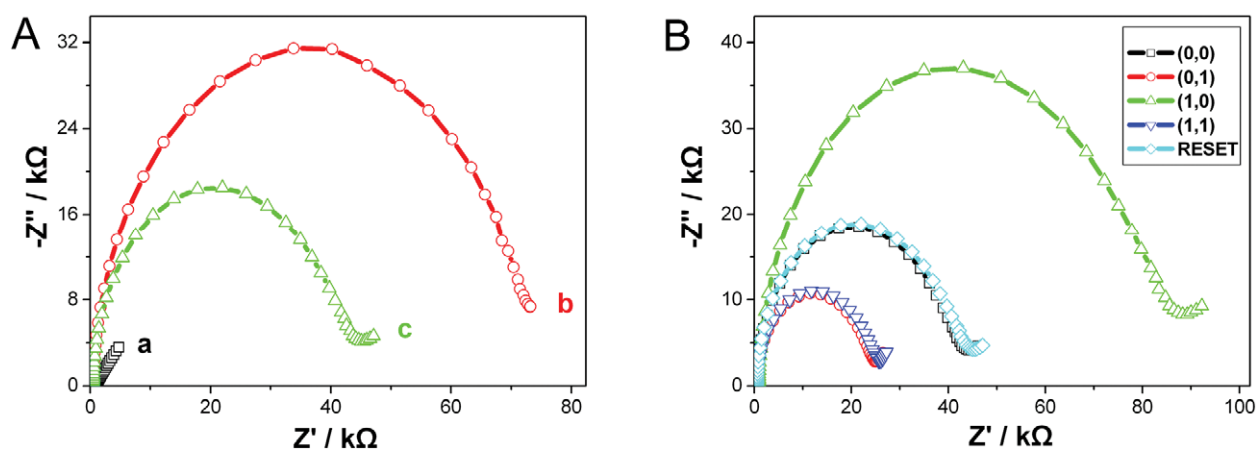 A
-Z'' / kΩ
32
24
16
8
0
0 20 40 60 80
Z' / kΩ
a
b
c
B
-Z'' / kΩ
40
30
20
10
0
0 20 40 60 80 100
Z' / kΩ
(0,0)
(0,1)
(1,0)
(1,1)
RESET